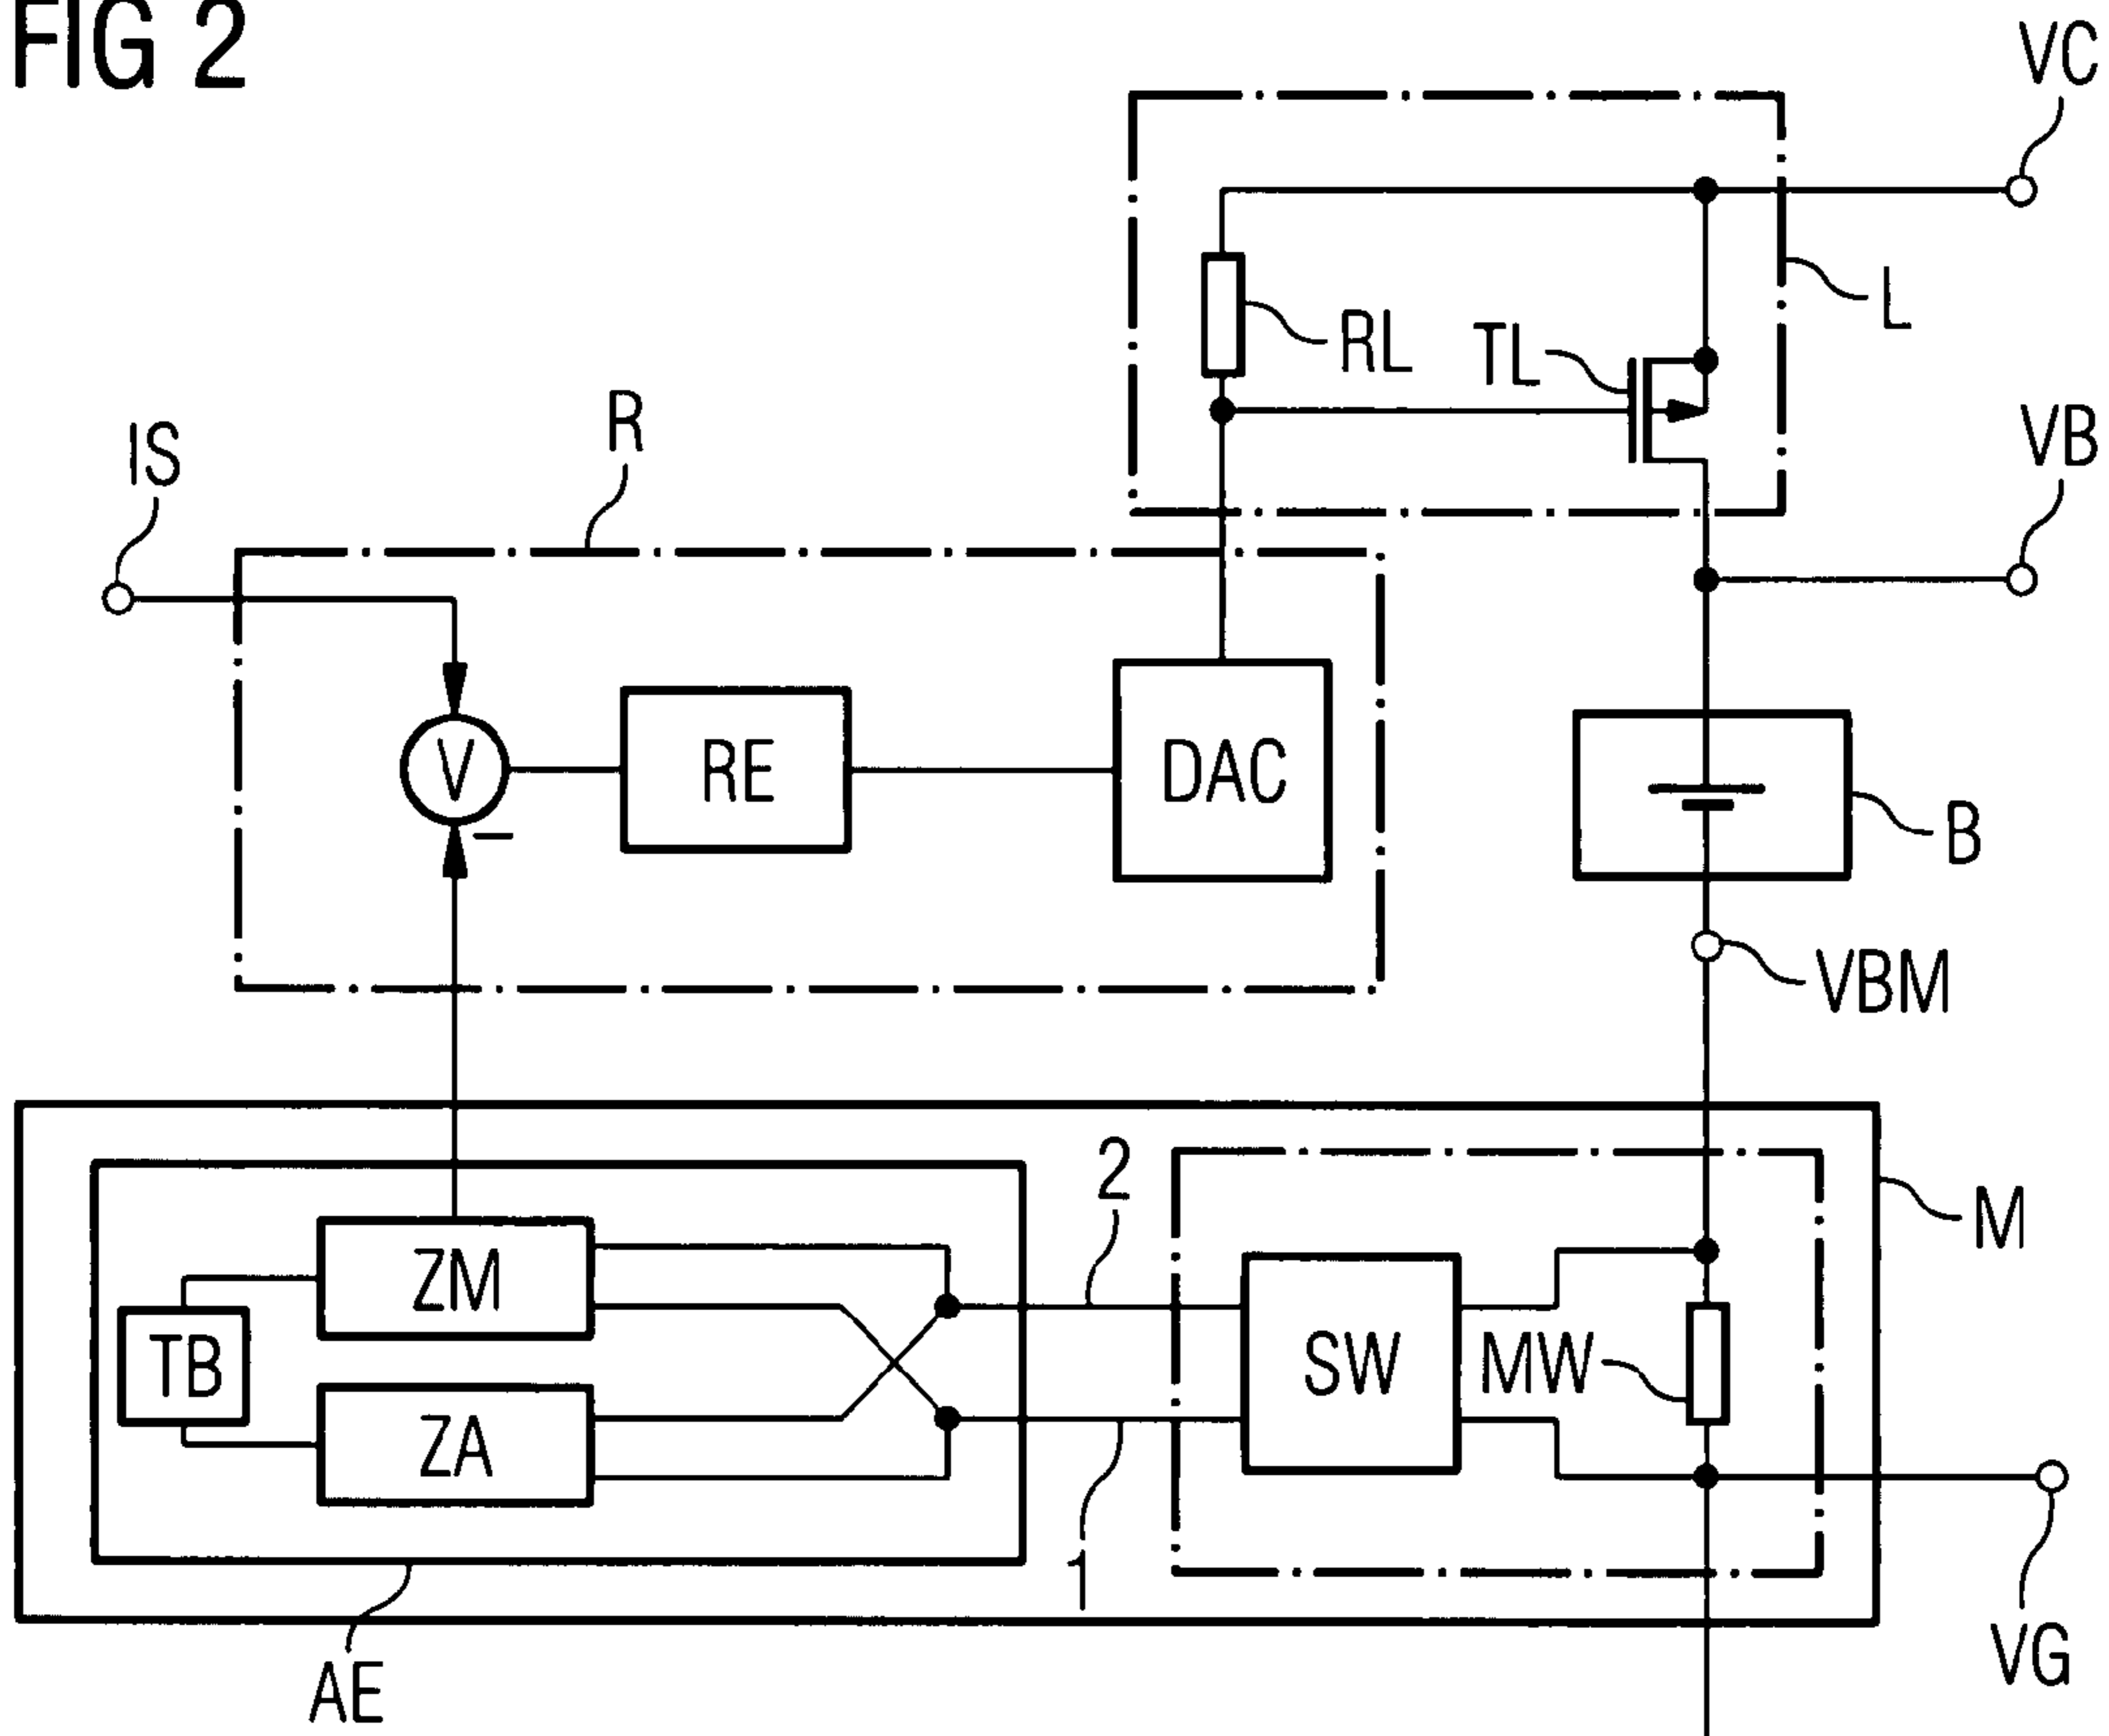 FIG 2
VC
L
RL
TL
R
IS
VB
V
–
RE
DAC
B
VBM
2
M
ZM
TB
ZA
SW
MW
1
AE
VG